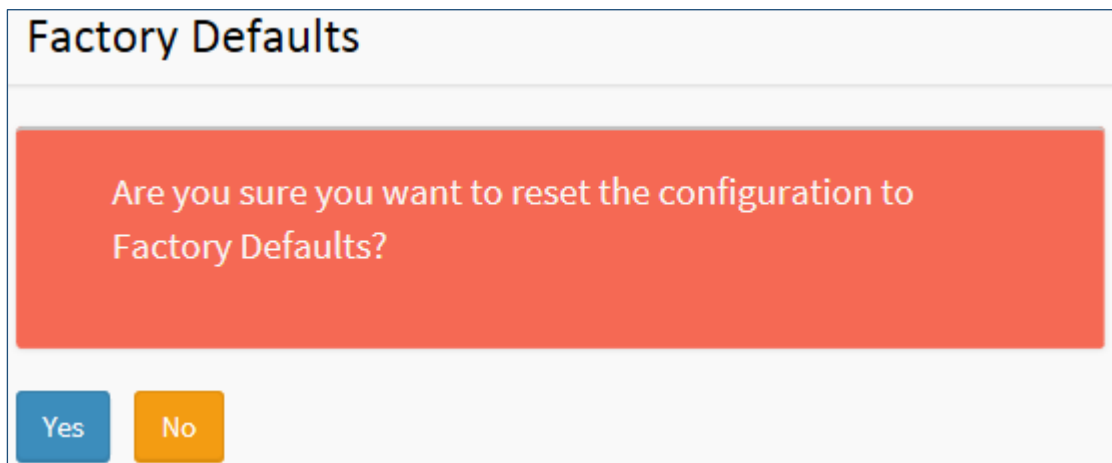 Factory Defaults
Are you sure you want to reset the configuration to
Factory Defaults?
Yes No